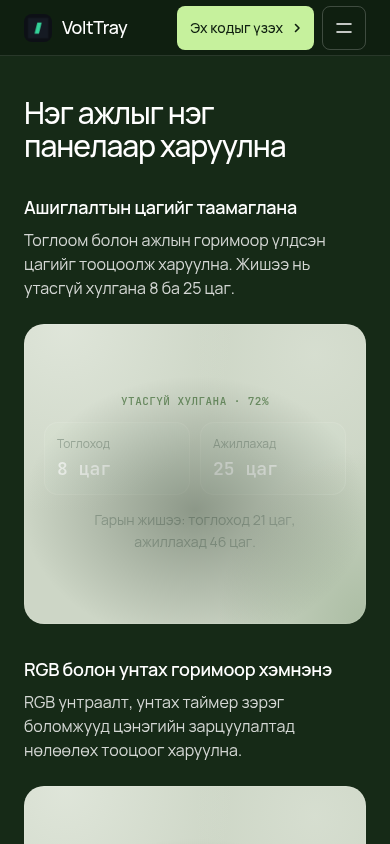 VoltTray
Эх кодыг үзэх
Нэг ажлыг нэг
панелаар харуулна
Ашиглалтын цагийг таамаглана
Тоглоом болон ажлын горимоор үлдсэн
цагийг тооцоолж харуулна. Жишээ нь
утасгүй хулгана 8 ба 25 цаг.
УТАСГҮЙ ХУЛГАНА · 72%
Тоглоход
Ажиллахад
8 цаг
25 цаг
Гарын жишээ: тоглоход 21 цаг,
ажиллахад 46 цаг.
RGB болон унтах горимоор хэмнэнэ
RGB унтраалт, унтах таймер зэрэг
боломжууд цэнэгийн зарцуулалтад
нөлөөлөх тооцоог харуулна.